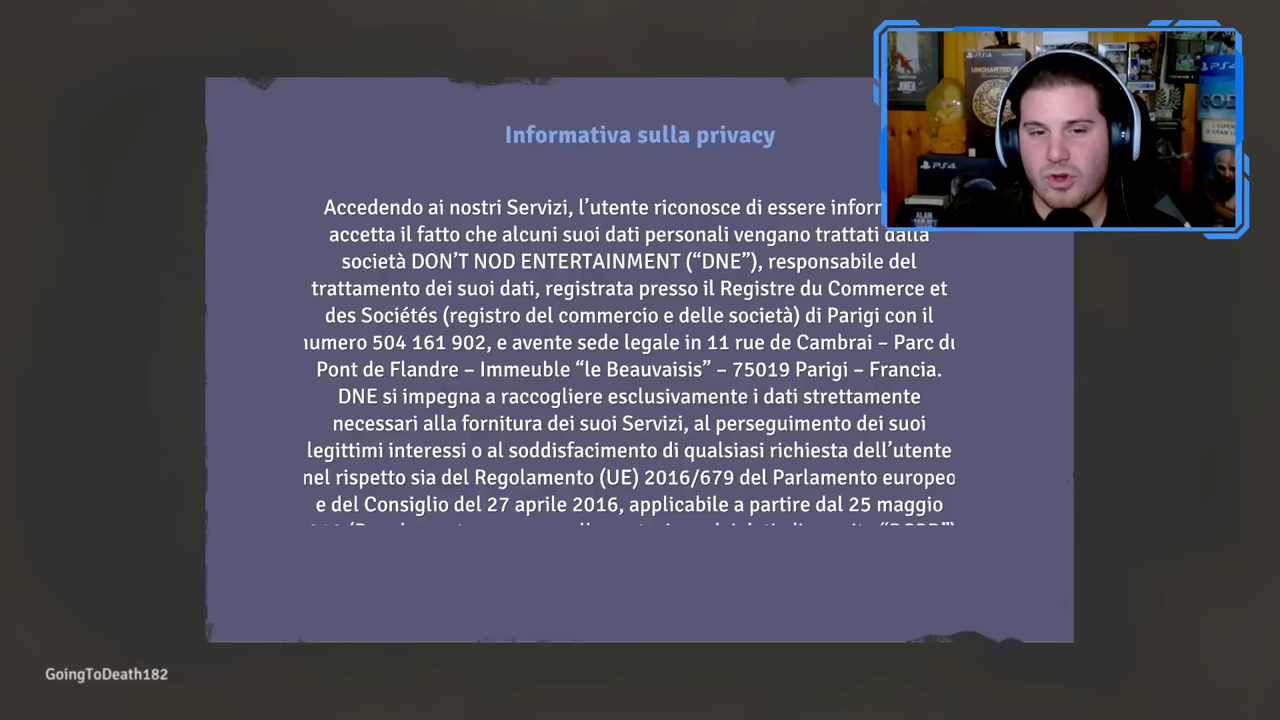 Informativa sulla privacy
Accedendo ai nostri Servizi, l'utente riconosce di essere
accetta il fatto che alcuni suoi dati personali vengano trattati dalla
società DON'T NOD ENTERTAINMENT (“DNE”), responsabile del
trattamento dei suoi dati, registrata presso il Registre du Commerce et
des Sociétés (registro del commercio e delle società) di Parigi con il
numero 504 161 902, e avente sede legale in 11 rue de Cambrai – Parc du
Pont de Flandre – Immeuble “le Beauvaisis” – 75019 Parigi – Francia.
DNE si impegna a raccogliere esclusivamente i dati strettamente
necessari alla fornitura dei suoi Servizi, al perseguimento dei suoi
legittimi interessi o al soddisfacimento di qualsiasi richiesta dell'utente
nel rispetto sia del Regolamento (UE) 2016/679 del Parlamento europeo
e del Consiglio del 27 aprile 2016, applicabile a partire dal 25 maggio
GoingToDeath182
UNCHARTED
PS4
JOKER
PS4
ALAN